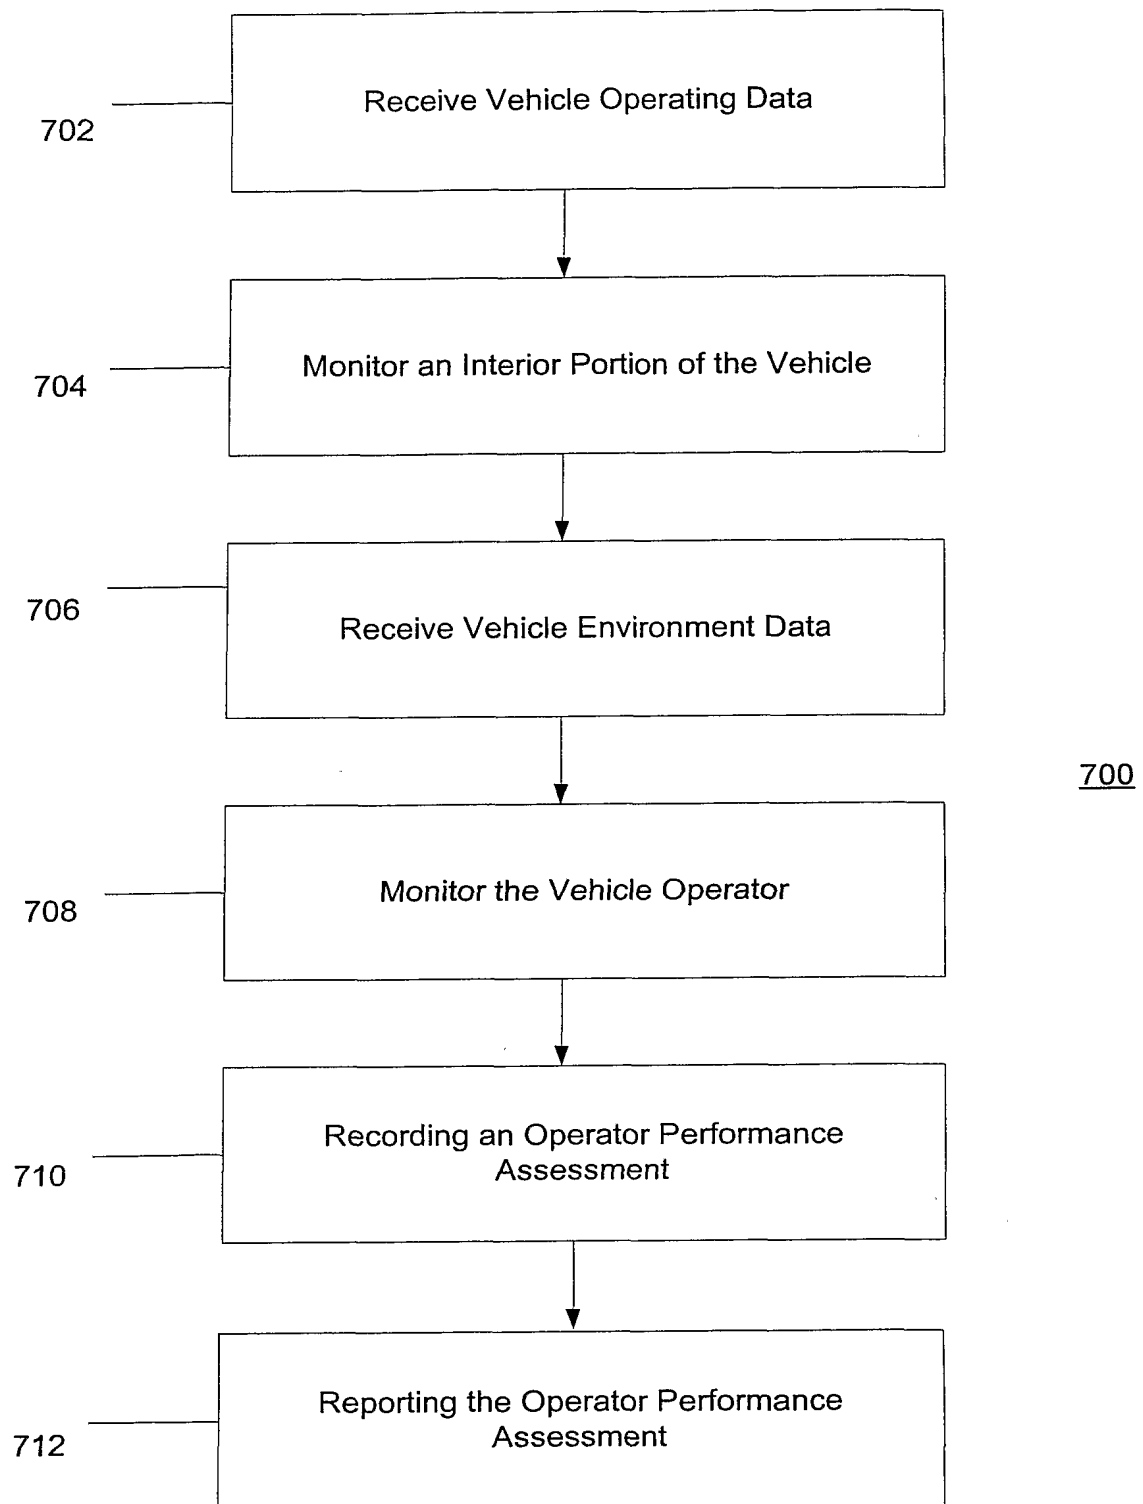 Receive Vehicle Operating Data
702
Monitor an Interior Portion of the Vehicle
704
706
Receive Vehicle Environment Data
700
Monitor the Vehicle Operator
708
Recording an Operator Performance
Assessment
710
Reporting the Operator Performance
Assessment
712